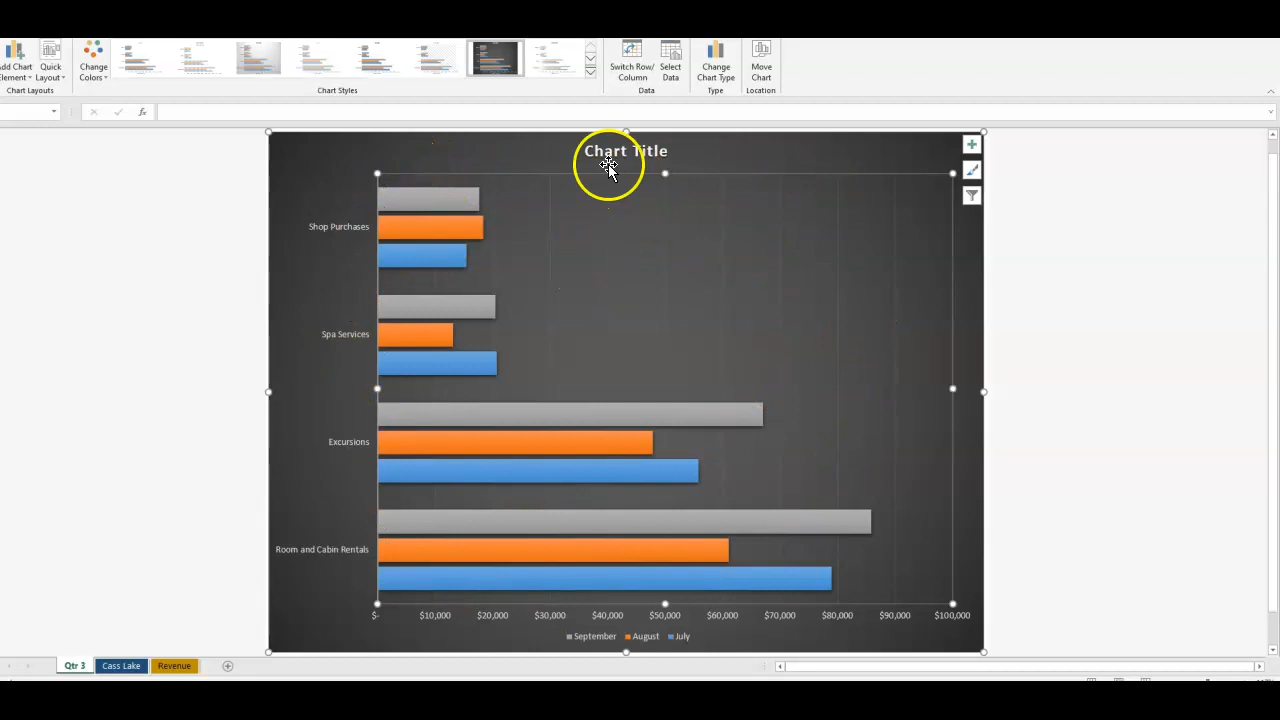 Add Chart
Element
Quick
Layout
Change
Colors
Switch Row/
Column
Select
Data
Change
Chart Type
Move
Chart
Chart Layouts
Chart Styles
Data
Type
Location
fx
Chart Title
Shop Purchases
Spa Services
Excursions
Room and Cabin Rentals
$- $10,000 $20,000 $30,000 $40,000 $50,000 $60,000 $70,000 $80,000 $90,000 $100,000
September August July
Qtr 3 Cass Lake Revenue